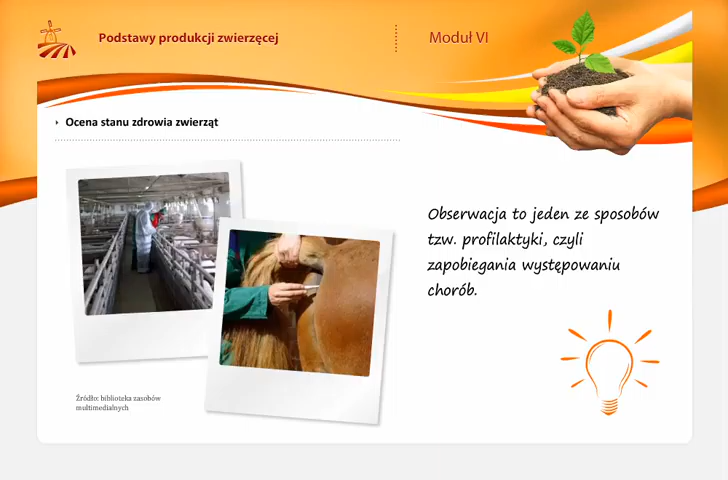 Podstawy produkcji zwierzęcej
Moduł VI
Ocena stanu zdrowia zwierząt
Obserwacja to jeden ze sposobów
tzw. profilaktyki, czyli
zapobiegania występowaniu
chorób.
Źródło: biblioteka zasobów
multimedialnych